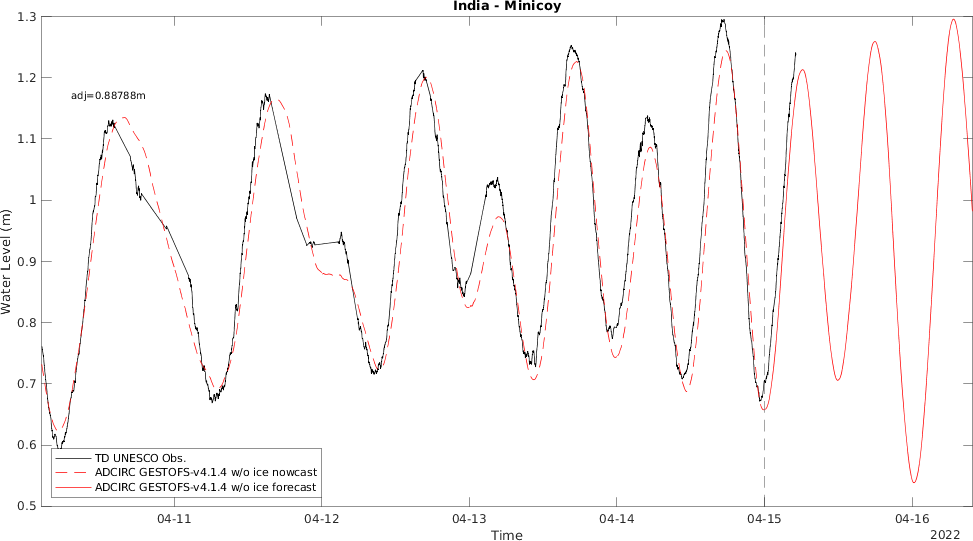 India - Minicoy
1.3
1.2
1.1
1
0.9
0.8
0.7
0.6
0.5
Water Level (m)
adj=0.88788m
TD UNESCO Obs.
ADCIRC GESTOFS-v4.1.4 w/o ice nowcast
ADCIRC GESTOFS-v4.1.4 w/o ice forecast
04-11 04-12 04-13 04-14 04-15 04-16
Time
2022